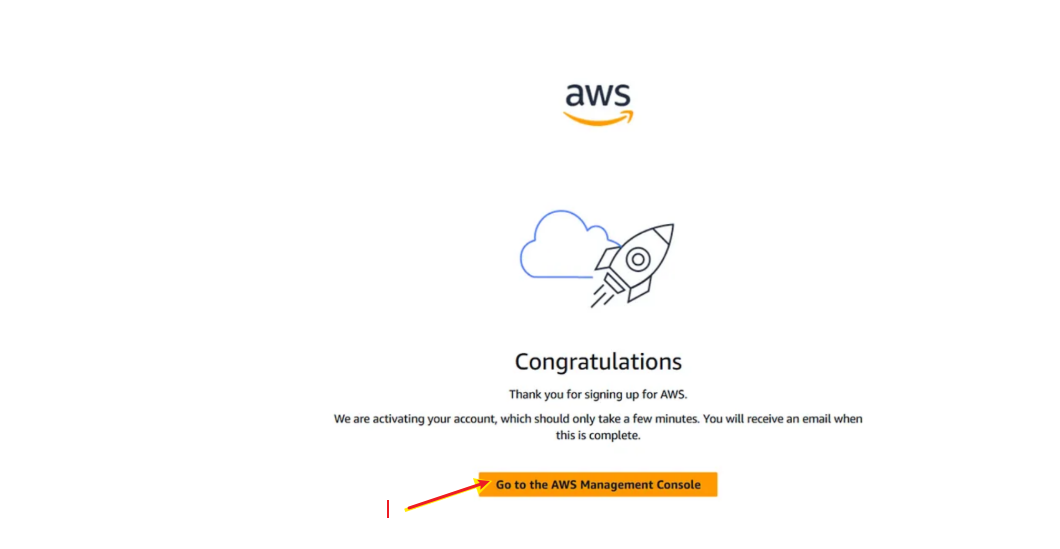 aws
Congratulations
Thank you for signing up for AWS.
We are activating your account, which should only take a few minutes. You will receive an email when
this is complete.
Go to the AWS Management Console